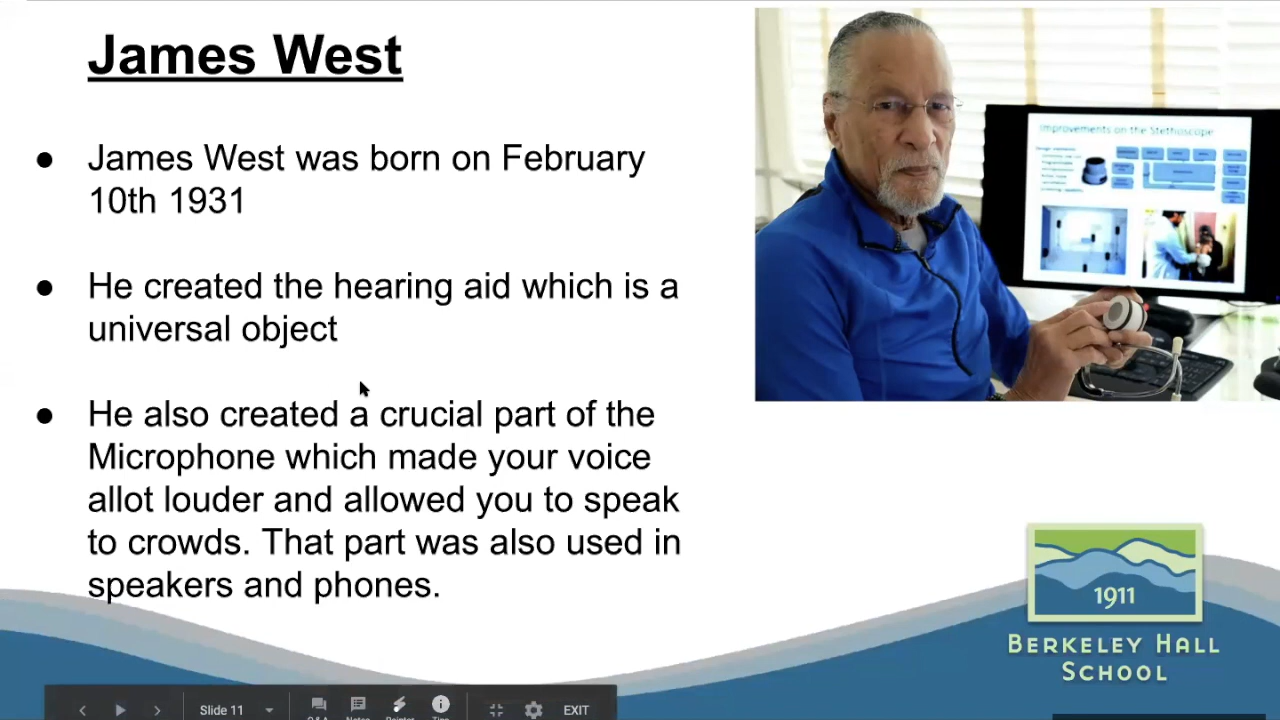 James West
● James West was born on February
10th 1931
● He created the hearing aid which is a
universal object
● He also created a crucial part of the
Microphone which made your voice
allot louder and allowed you to speak
to crowds. That part was also used in
speakers and phones.
Improvements on the Stethoscope
1911
BERKELEY HALL
SCHOOL
Slide 11
EXIT